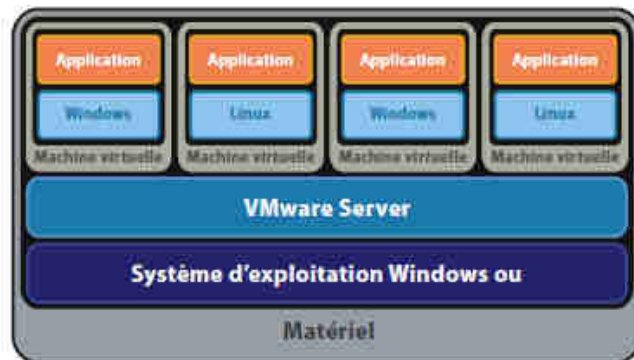 Application Application Application Application
Windows Linux Windows Linux
Machine virtuelle Machine virtuelle Machine virtuelle Machine virtuelle
VMware Server
Système d'exploitation Windows ou
Matériel